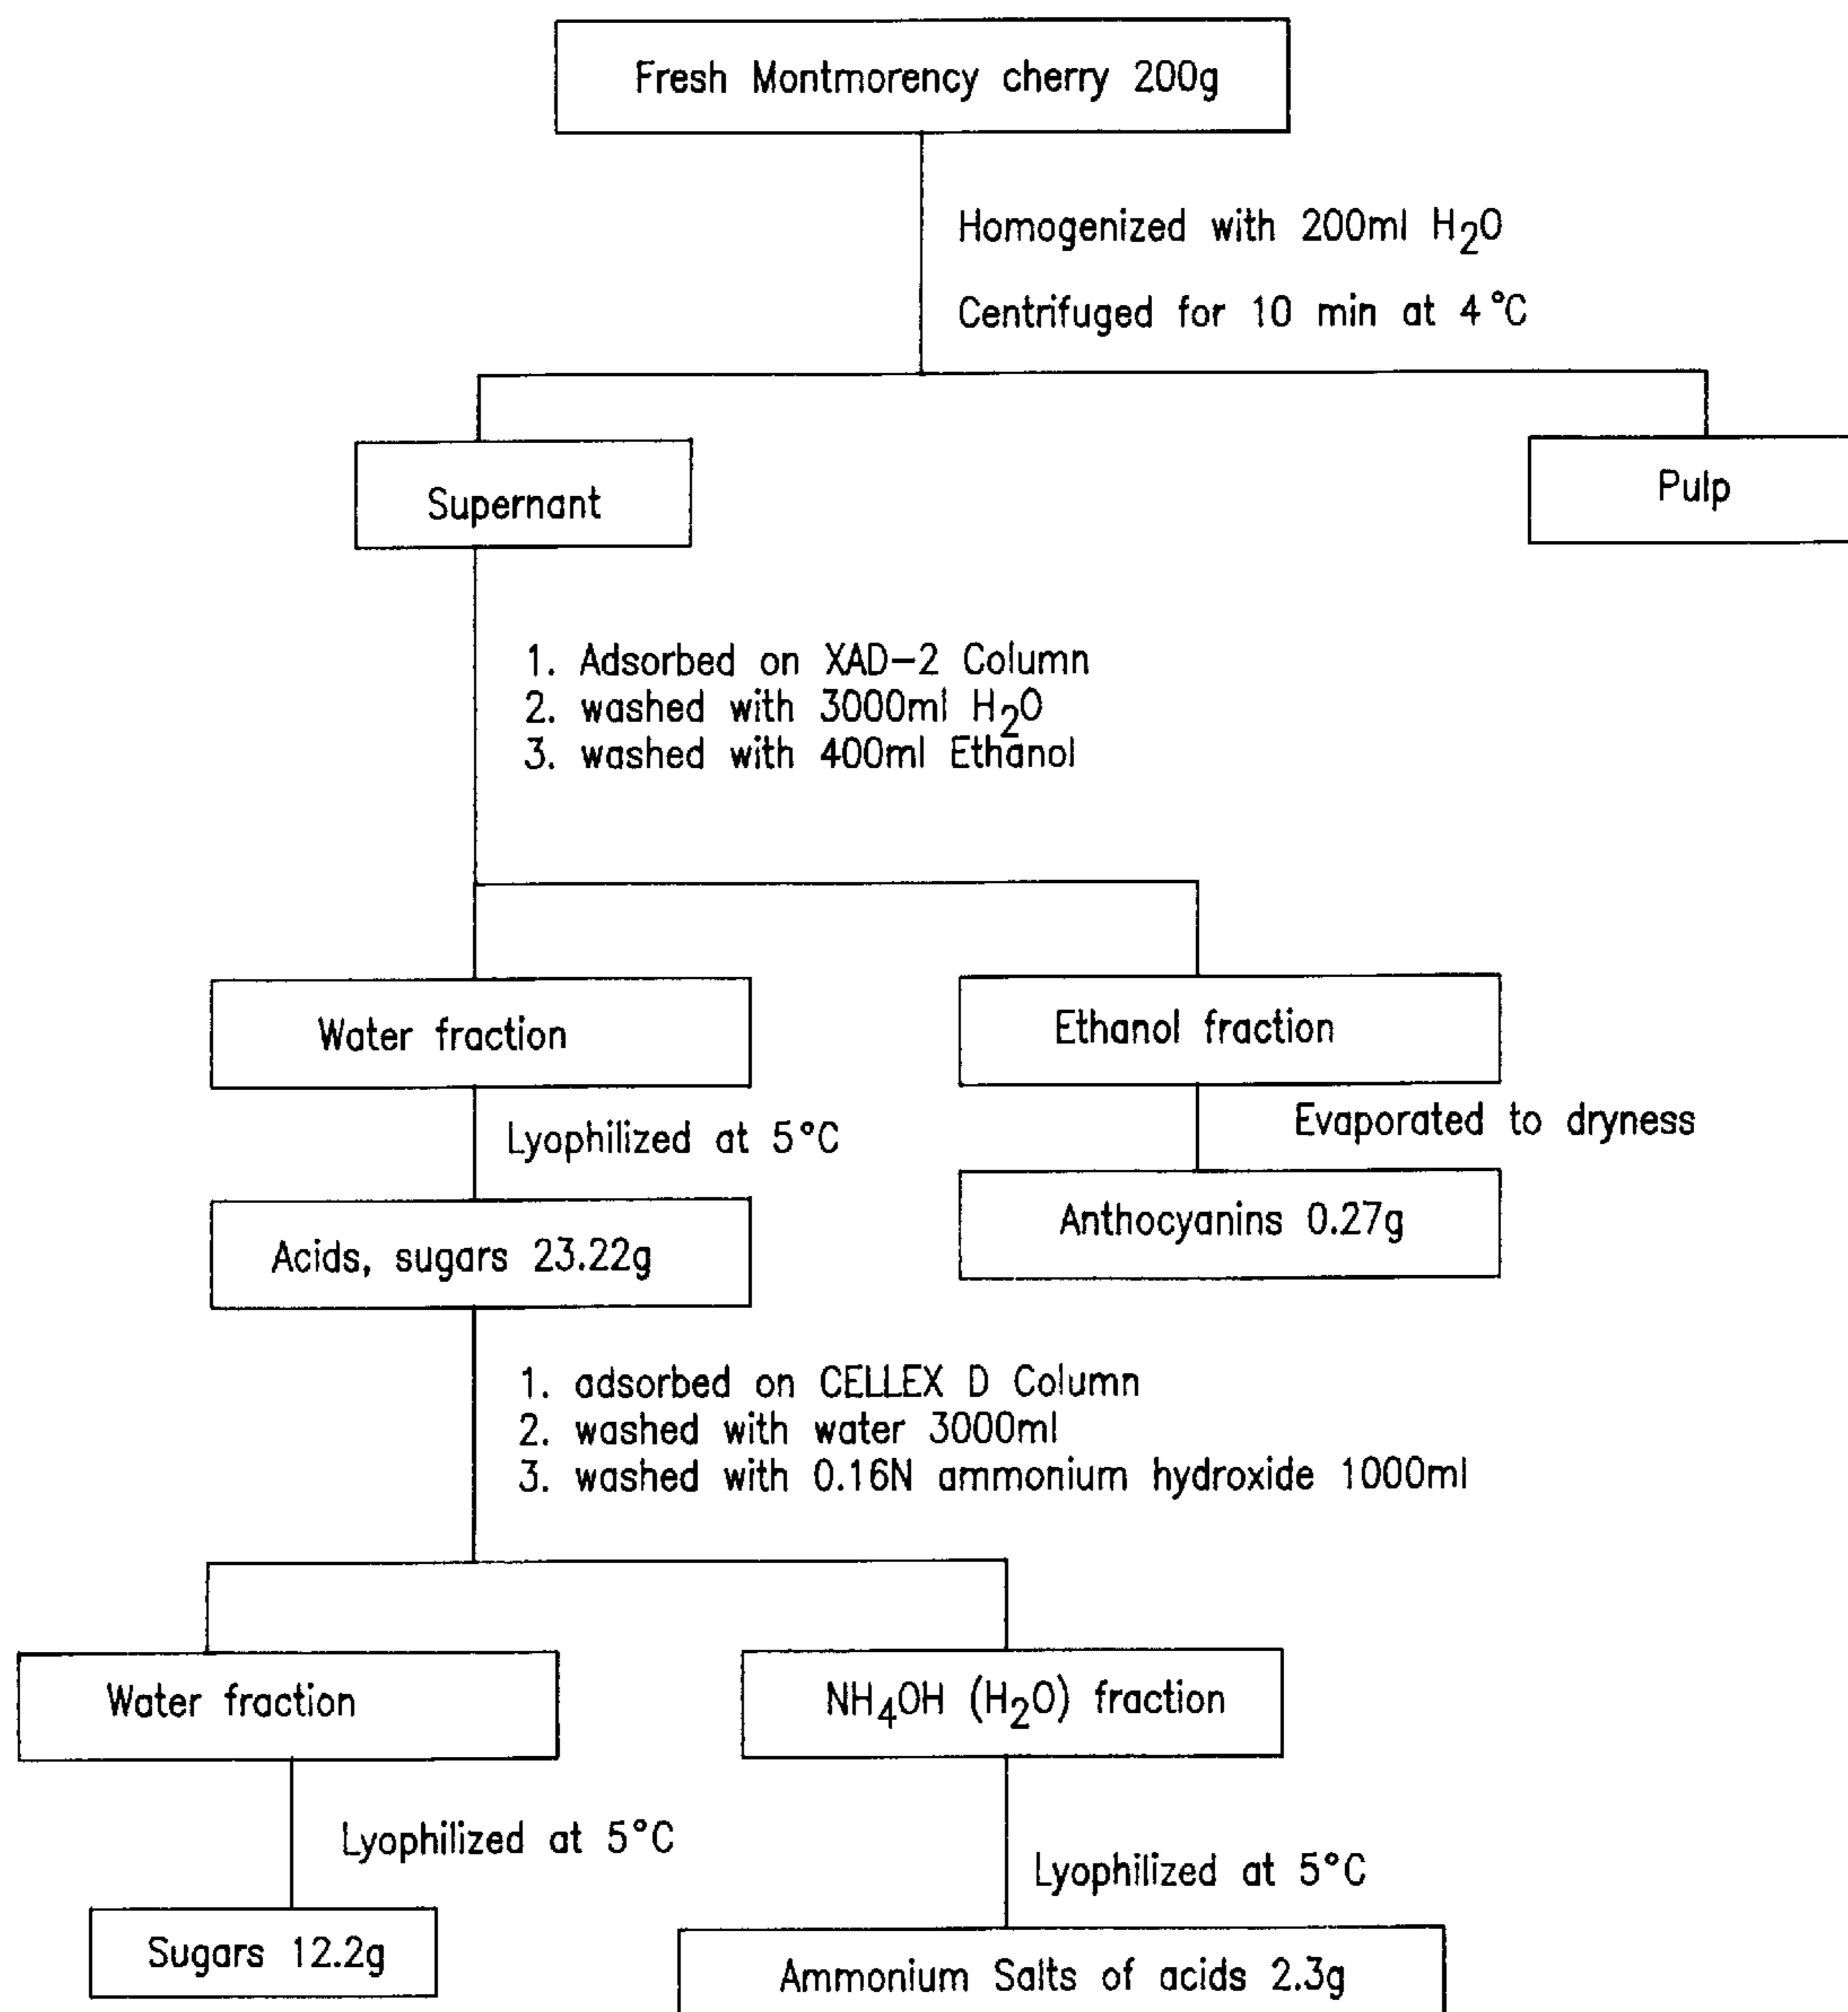 Fresh Montmorency cherry 200g
Homogenized with 200ml H2O
Centrifuged for 10 min at 4°C
Supernant
Pulp
1. Adsorbed on XAD-2 Column
2. washed with 3000ml H2O
3. washed with 400ml Ethanol
Water fraction
Ethanol fraction
Lyophilized at 5°C
Evaporated to dryness
Acids, sugars 23.22g
Anthocyanins 0.27g
1. adsorbed on CELLEX D Column
2. washed with water 3000ml
3. washed with 0.16N ammonium hydroxide 1000ml
Water fraction
NH4OH (H2O) fraction
Lyophilized at 5°C
Lyophilized at 5°C
Sugars 12.2g
Ammonium Salts of acids 2.3g